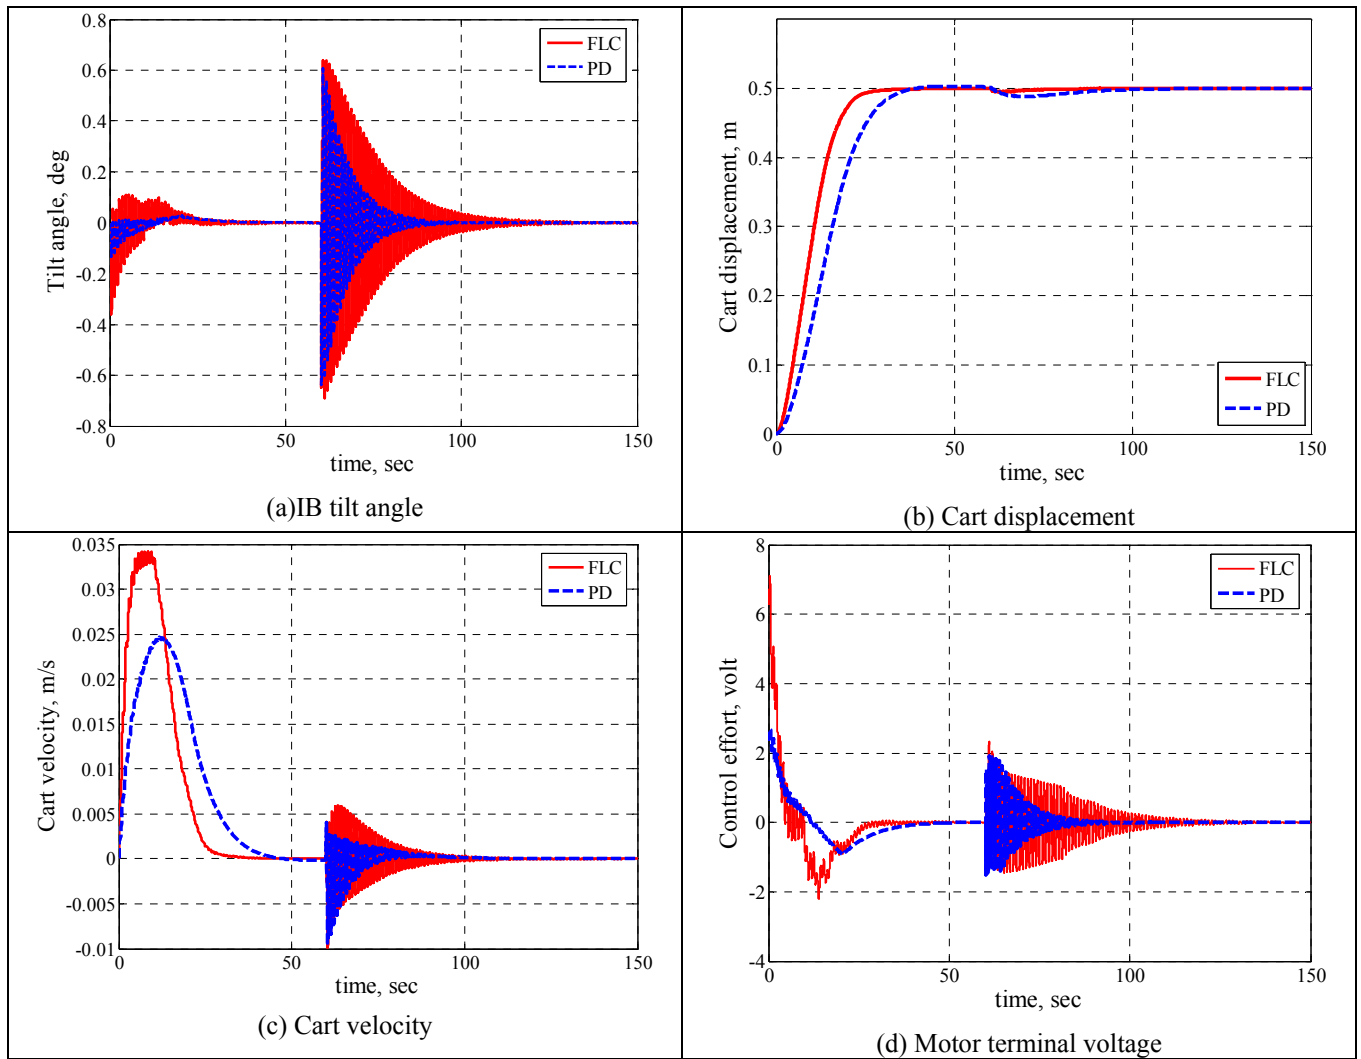 0.8
0.6
0.4
0.2
0
-0.2
-0.4
-0.6
-0.8
Tilt angle, deg
FLC
PD
0 50 100 150
time, sec
(a)IB tilt angle
0.5
0.4
0.3
0.2
0.1
0
Cart displacement, m
FLC
PD
0 50 100 150
time, sec
(b) Cart displacement
0.035
0.03
0.025
0.02
0.015
0.01
0.005
0
-0.005
-0.01
Cart velocity, m/s
FLC
PD
0 50 100 150
time, sec
(c) Cart velocity
8
6
4
2
0
-2
-4
Control effort, volt
FLC
PD
0 50 100 150
time, sec
(d) Motor terminal voltage